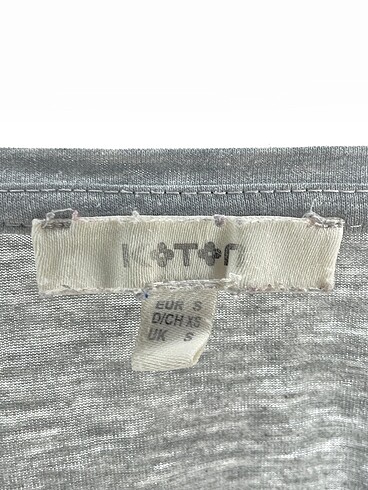 KOTON
EUR S
D/CH XS
UK S